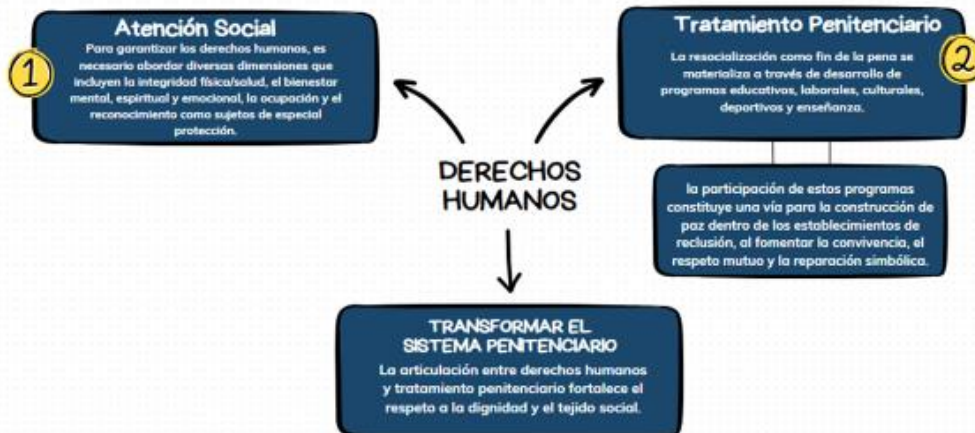 1
Atención Social
Para garantizar los derechos humanos, es
necesario abordar diversas dimensiones que
incluyen la integridad física/salud, el bienestar
mental, espiritual y emocional, la ocupación y el
reconocimiento como sujetos de especial
protección.
Tratamiento Penitenciario
2
La resocialización como fin de la pena se
materializa a través de desarrollo de
programas educativos, laborales, culturales,
deportivos y enseñanza.
DERECHOS
HUMANOS
la participación de estos programas
constituye una vía para la construcción de
paz dentro de los establecimientos de
reclusión, al fomentar la convivencia, el
respeto mutuo y la reparación simbólica.
TRANSFORMAR EL
SISTEMA PENITENCIARIO
La articulación entre derechos humanos
y tratamiento penitenciario fortalece el
respeto a la dignidad y el tejido social.